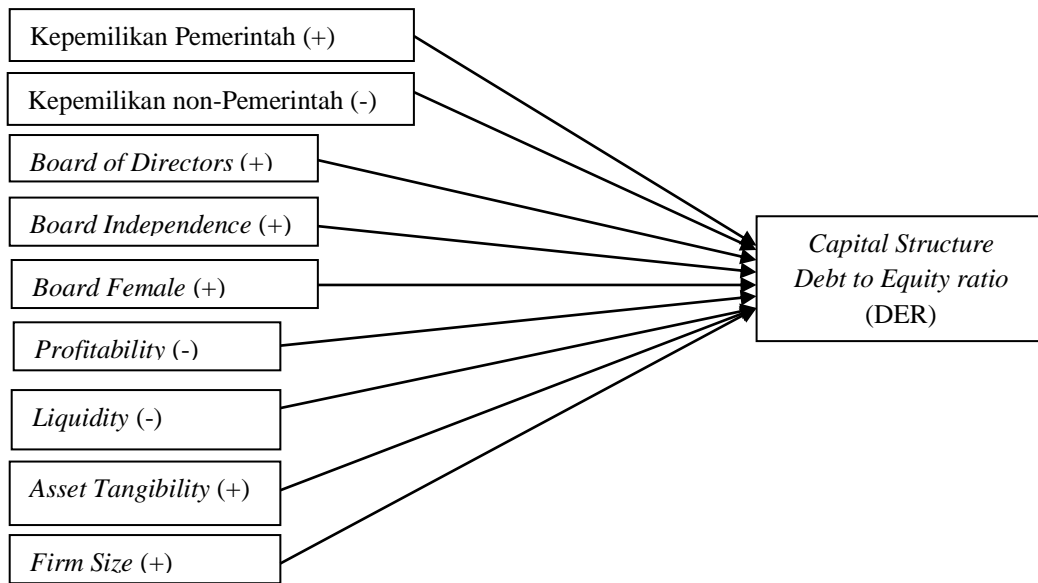 Kepemilikan Pemerintah (+)
Kepemilikan non-Pemerintah (-)
Board of Directors (+)
Board Independence (+)
Board Female (+)
Profitability (-)
Liquidity (-)
Asset Tangibility (+)
Firm Size (+)
Capital Structure
Debt to Equity ratio
(DER)